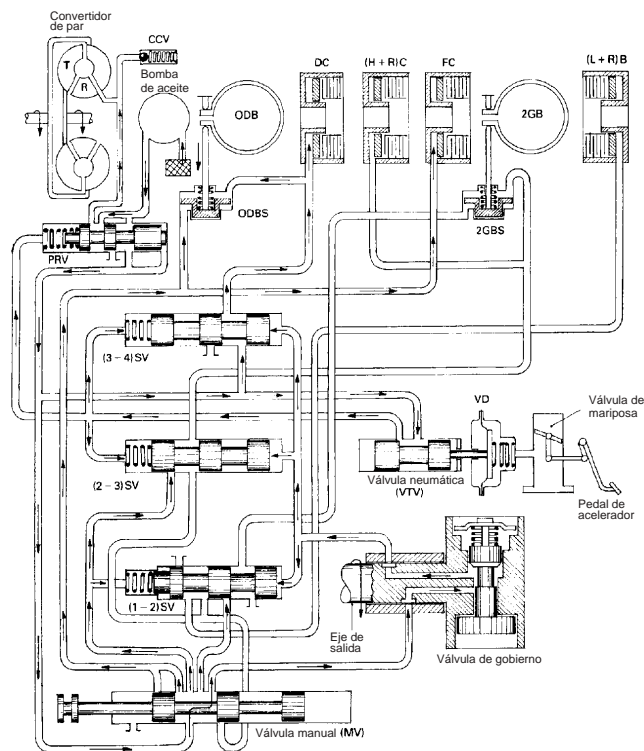 Convertidor
de par
CCV
Bomba
de aceite
T
R
ODB
DC
(H + R)C
FC
2GB
(L + R)B
PRV
ODBS
2GBS
(3 – 4) SV
(2 – 3) SV
(1 – 2) SV
VD
Válvula de
mariposa
Válvula neumática
(VTV)
Pedal de
acelerador
Eje de
salida
Válvula de gobierno
Válvula manual (MV)